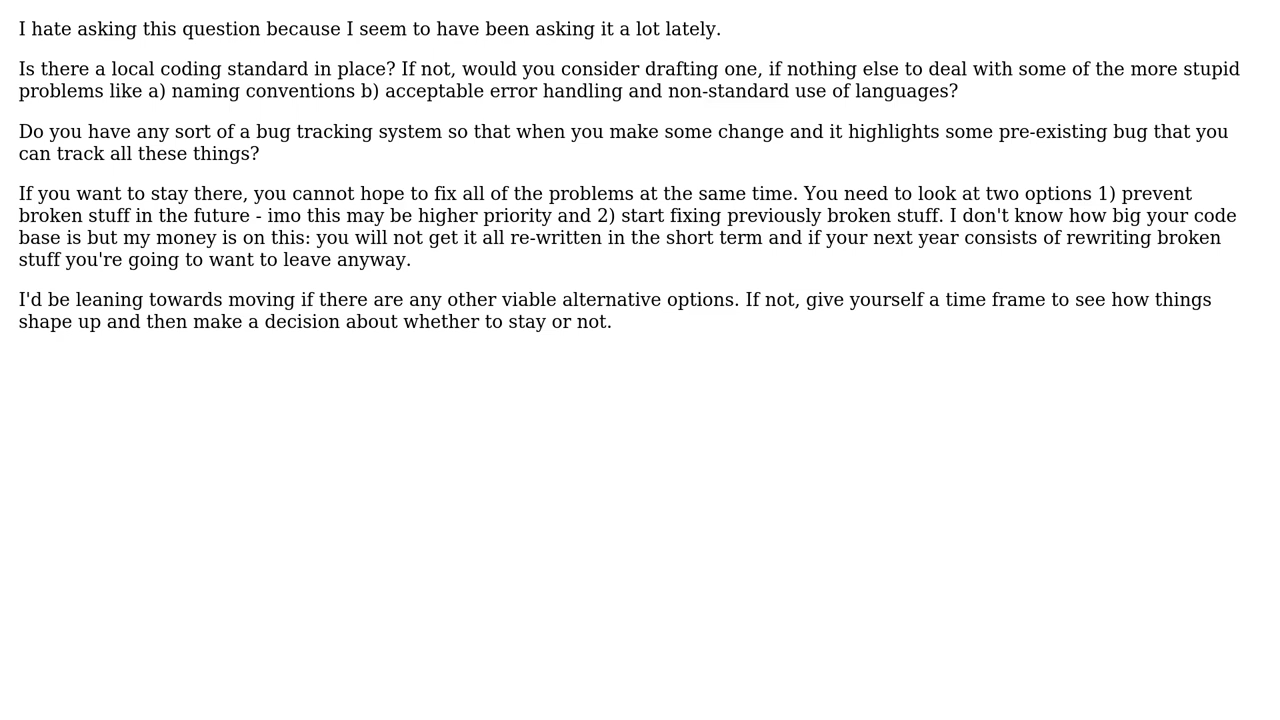 I hate asking this question because I seem to have been asking it a lot lately.
Is there a local coding standard in place? If not, would you consider drafting one, if nothing else to deal with some of the more stupid
problems like a) naming conventions b) acceptable error handling and non-standard use of languages?
Do you have any sort of a bug tracking system so that when you make some change and it highlights some pre-existing bug that you
can track all these things?
If you want to stay there, you cannot hope to fix all of the problems at the same time. You need to look at two options 1) prevent
broken stuff in the future - imo this may be higher priority and 2) start fixing previously broken stuff. I don't know how big your code
base is but my money is on this: you will not get it all re-written in the short term and if your next year consists of rewriting broken
stuff you're going to want to leave anyway.
I'd be leaning towards moving if there are any other viable alternative options. If not, give yourself a time frame to see how things
shape up and then make a decision about whether to stay or not.